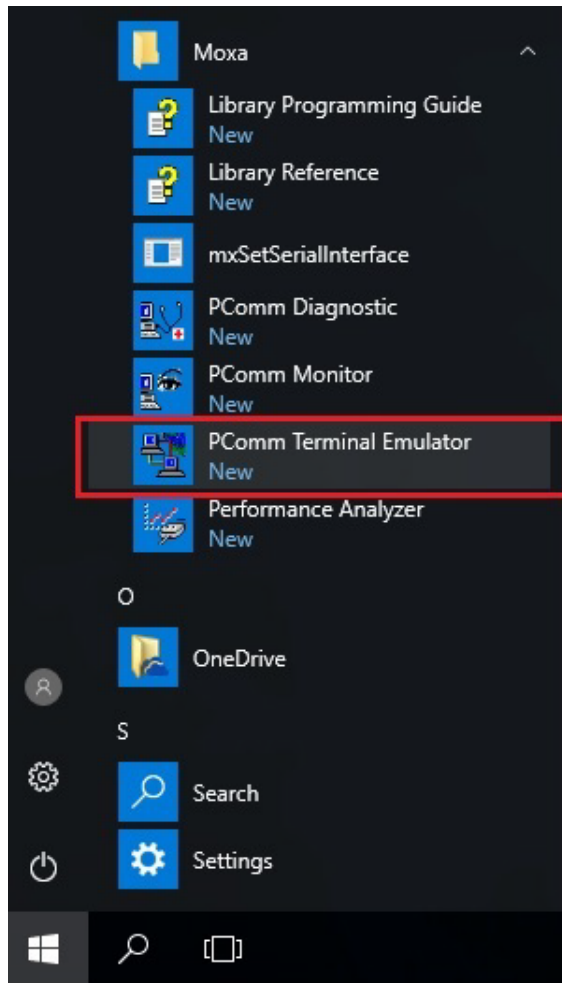 Moxa
Library Programming Guide
New
Library Reference
New
mxSetSerialInterface
PComm Diagnostic
New
PComm Monitor
New
PComm Terminal Emulator
New
Performance Analyzer
New
O
OneDrive
S
Search
Settings